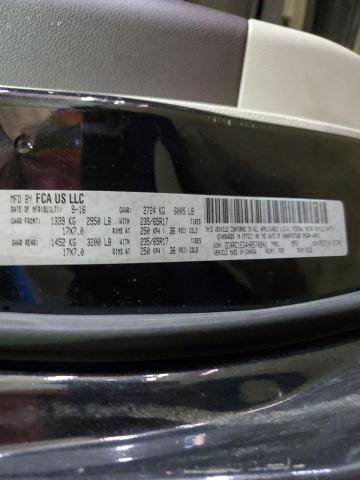 MFD BY FCA US LLC
DATE OF MFR(BUILT): 9-16 GVWR: 2724 KG 6005 LB
GAWR FRONT: 1339 KG 2950 LB WITH 235/65R17 TIRES
17X7.0 RIMS AT 250 KPA/ 36 PSI COLD
GAWR REAR: 1452 KG 3200 LB WITH 235/65R17 TIRES
17X7.0 RIMS AT 250 KPA/ 36 PSI COLD
THIS VEHICLE CONFORMS TO ALL APPLICABLE U.S.A. FEDERAL MOTOR VEHICLE SAFETY
STANDARDS IN EFFECT ON THE DATE OF MANUFACTURE SHOWN ABOVE.
VIN: TYPE: MPV
VEHICLE MADE IN CANADA